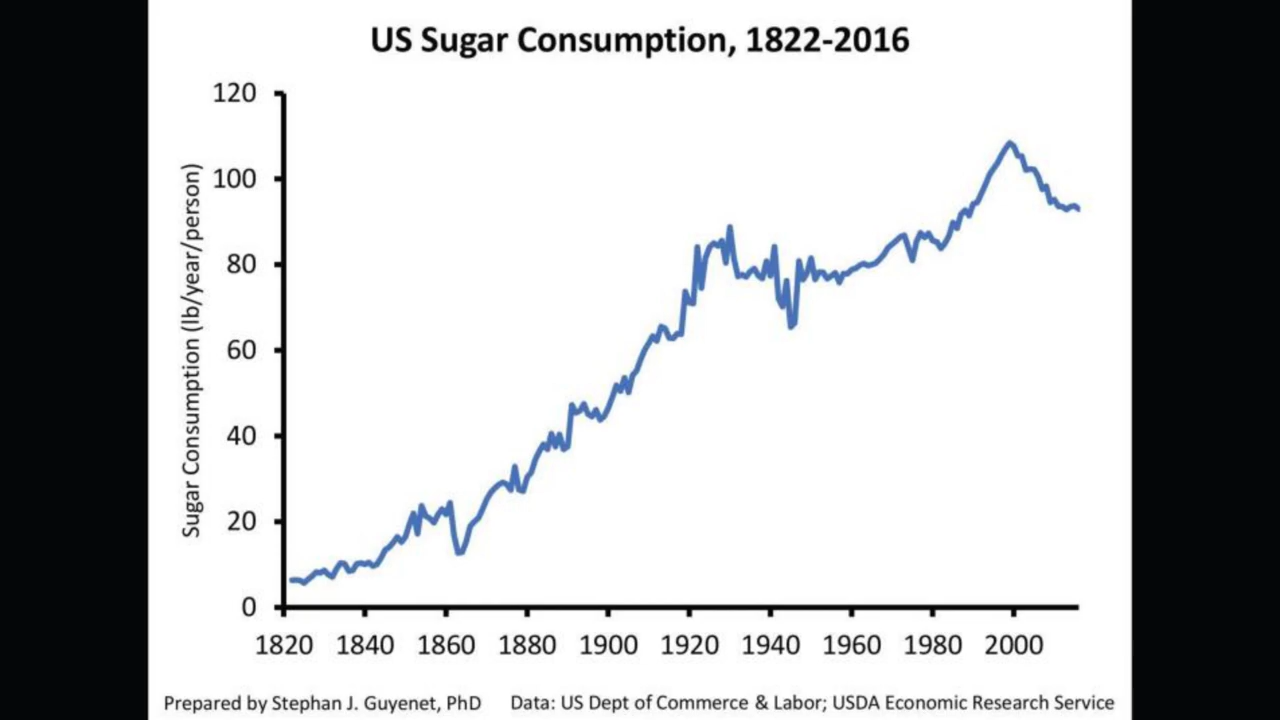 US Sugar Consumption, 1822-2016
120
100
80
60
40
20
0
Sugar Consumption (lb/year/person)
1820 1840 1860 1880 1900 1920 1940 1960 1980 2000
Prepared by Stephan J. Guyenet, PhD Data: US Dept of Commerce & Labor; USDA Economic Research Service